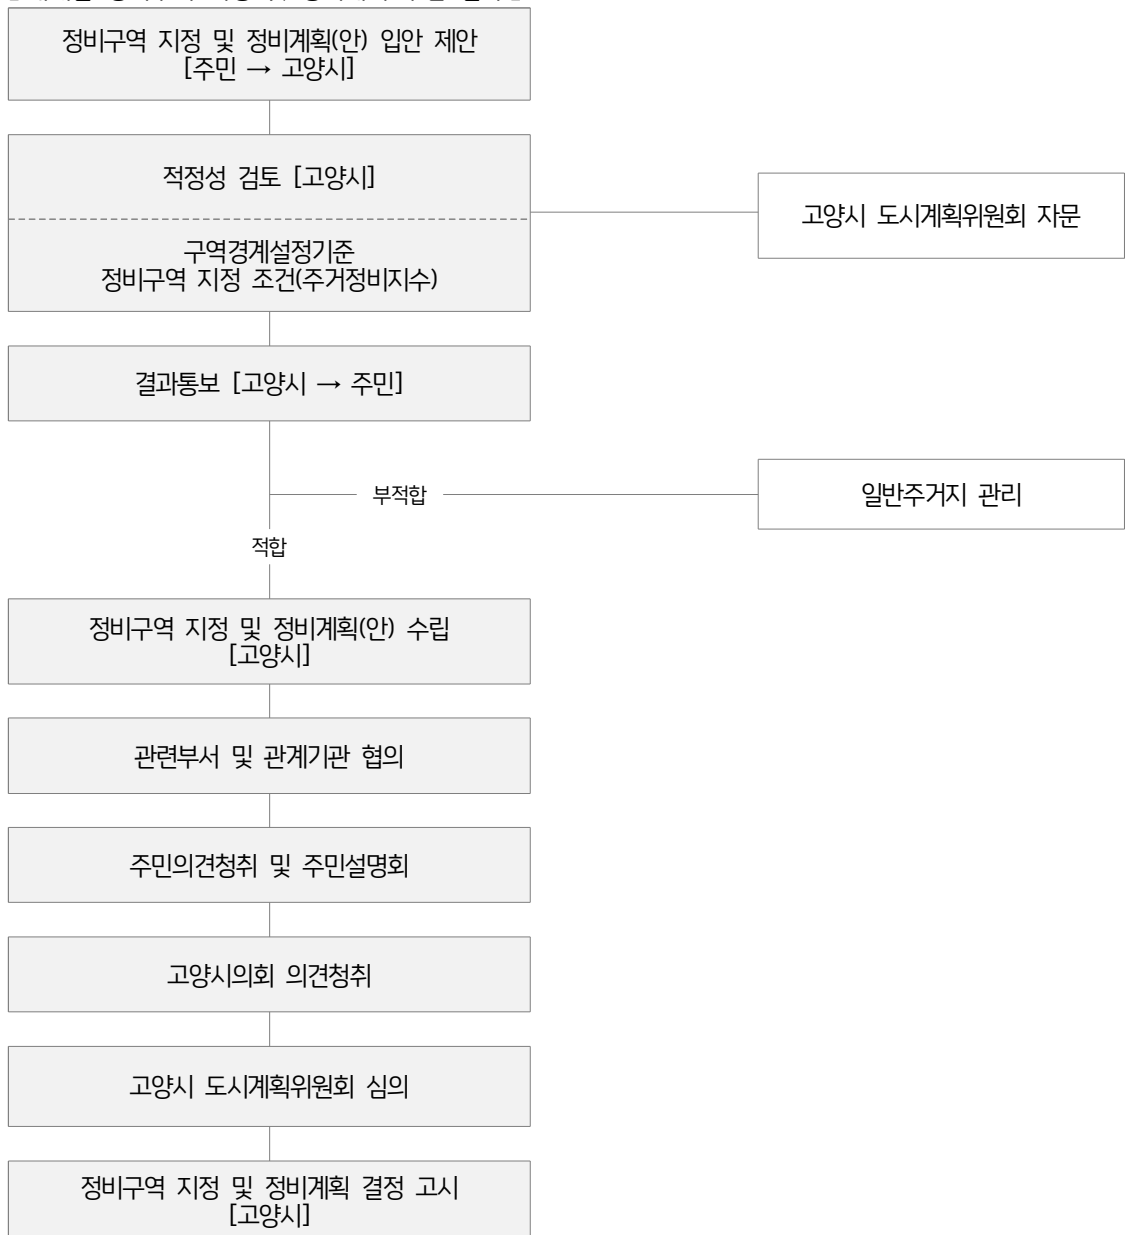 정비구역 지정 및 정비계획(안) 입안 제안
[주민 → 고양시]
적정성 검토 [고양시]
고양시 도시계획위원회 자문
구역경계설정기준
정비구역 지정 조건(주거정비지수)
결과통보 [고양시 → 주민]
부적합
일반주거지 관리
적합
정비구역 지정 및 정비계획(안) 수립
[고양시]
관련부서 및 관계기관 협의
주민의견청취 및 주민설명회
고양시의회 의견청취
고양시 도시계획위원회 심의
정비구역 지정 및 정비계획 결정 고시
[고양시]